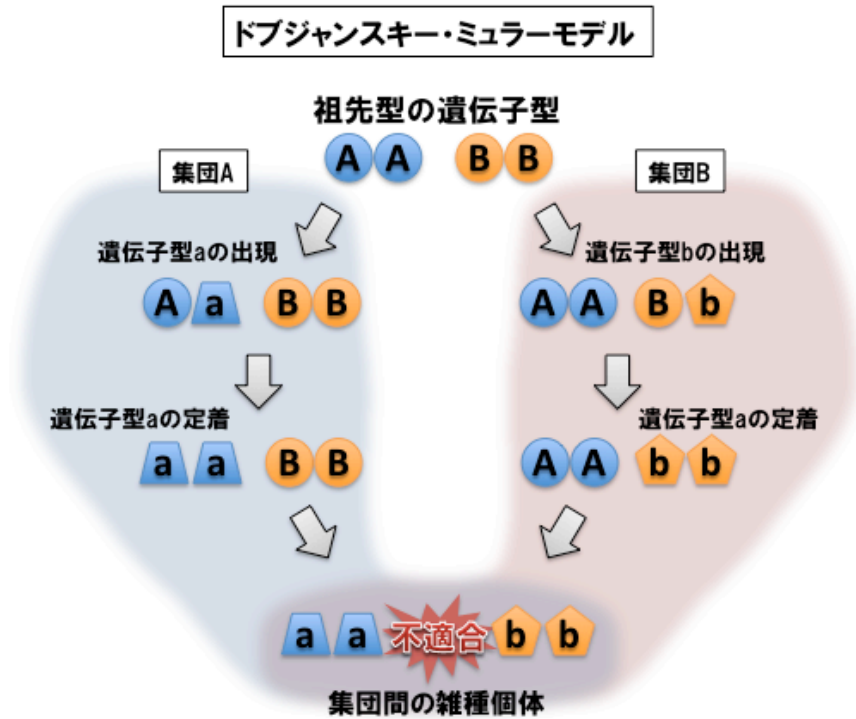 ドブジャンスキー・ミュラーモデル
祖先型の遺伝子型
A A B B
集団A
集団B
遺伝子型aの出現
遺伝子型bの出現
A a B B
A A B b
遺伝子型aの定着
遺伝子型aの定着
a a B B
A A b b
a a 不適合 b b
集団間の雑種個体